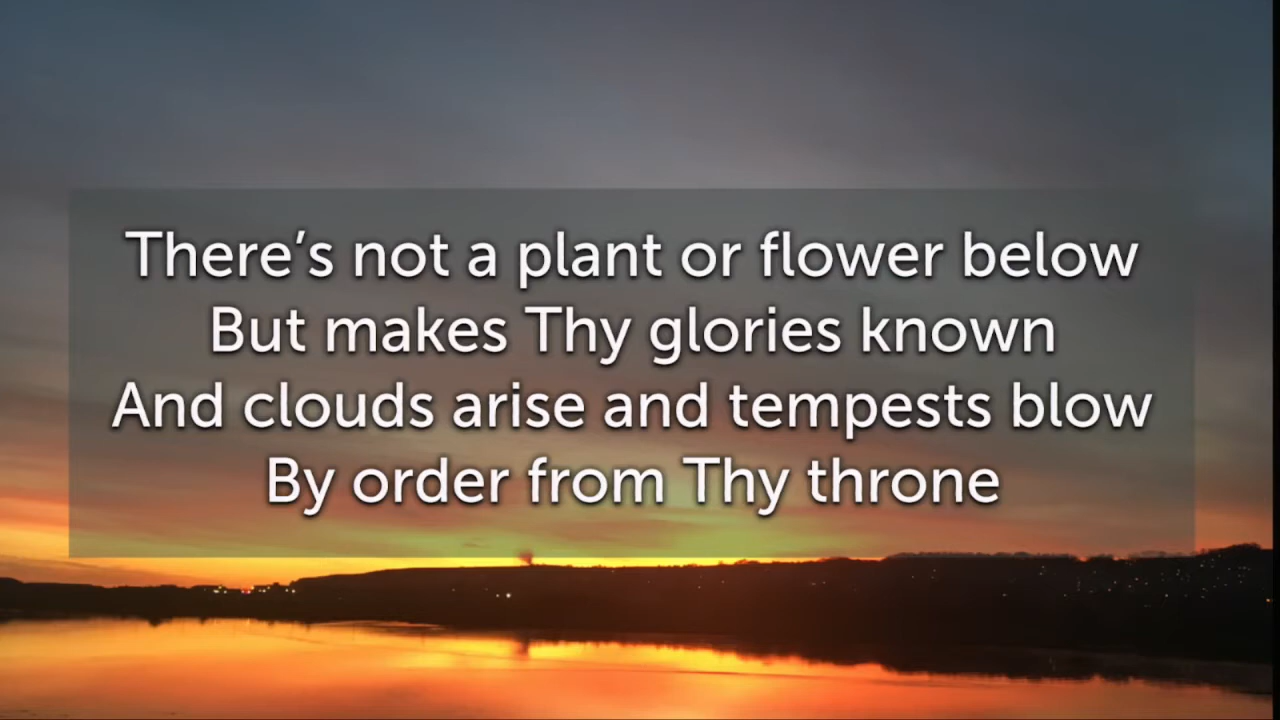 There’s not a plant or flower below
But makes Thy glories known
And clouds arise and tempests blow
By order from Thy throne